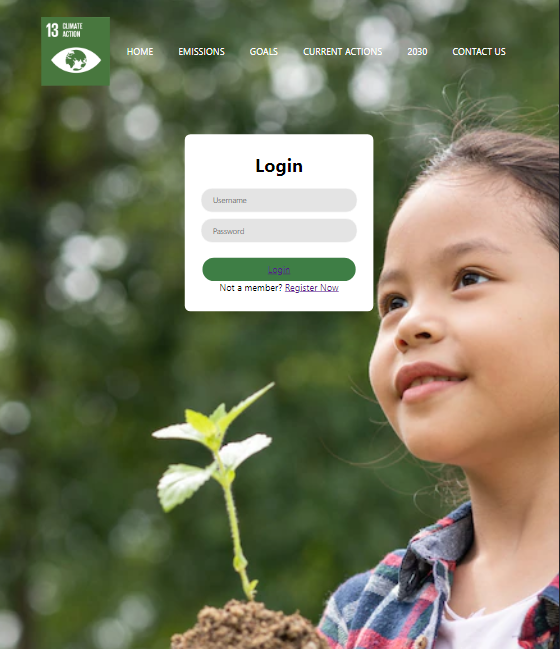 13 CLIMATE
ACTION
HOME EMISSIONS GOALS CURRENT ACTIONS 2030 CONTACT US
Login
Username
Password
Login
Not a member? Register Now